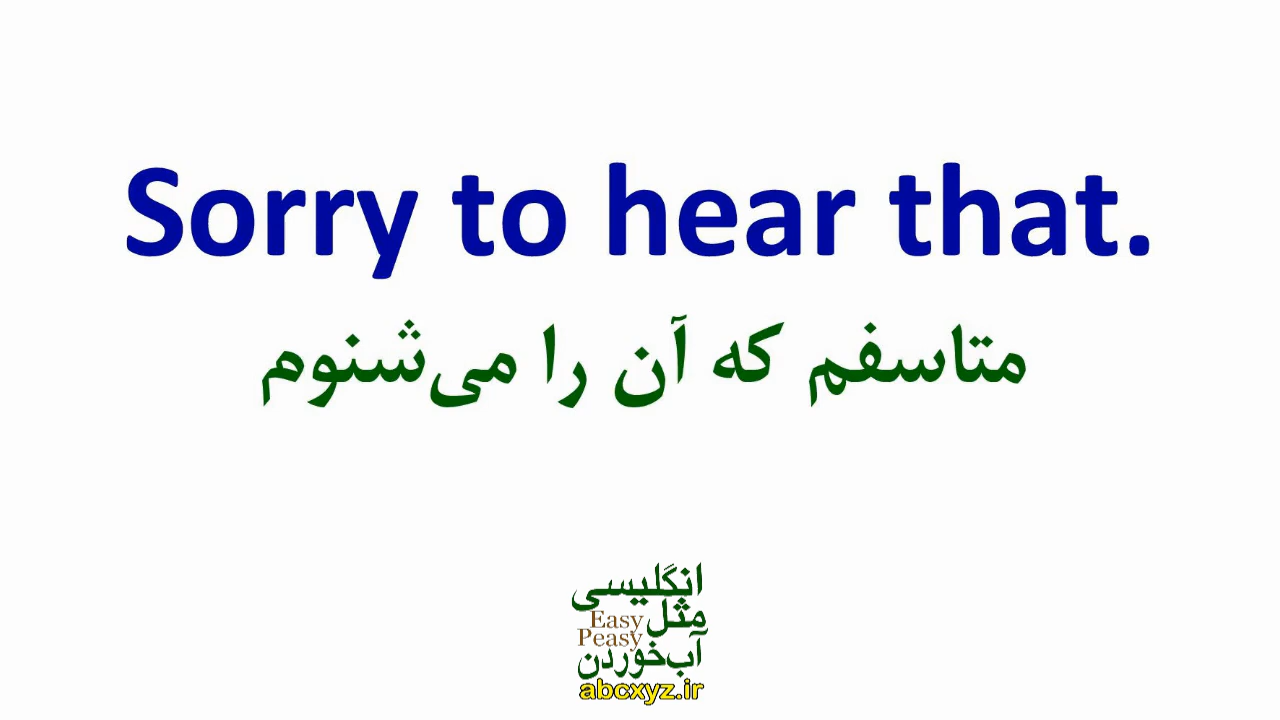 Sorry to hear that.
متاسفم که آن را می‌شنوم
انگلیسی
مثل
Easy
Peasy
آب‌خوردن
abcxyz.ir